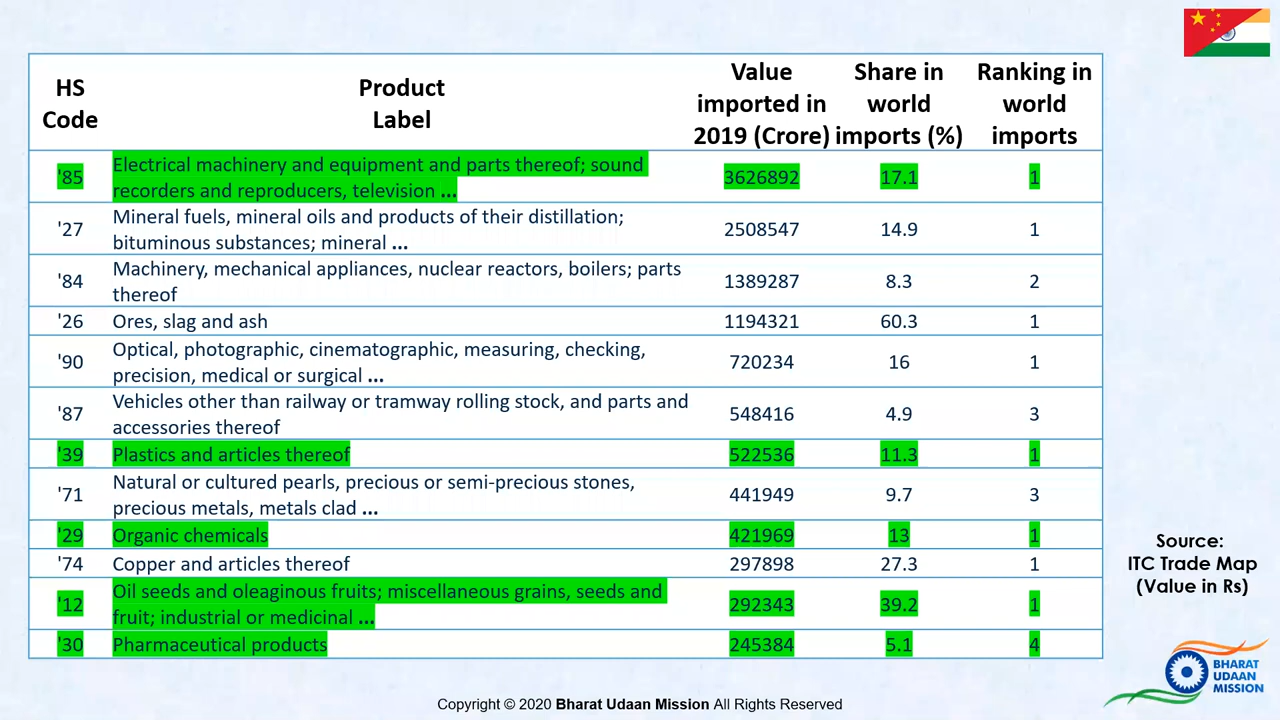 HS
Code
Product
Label
Value
imported in
2019 (Crore)
Share in
world
imports (%)
Ranking in
world
imports
'85
Electrical machinery and equipment and parts thereof; sound
recorders and reproducers, television ...
3626892
17.1
1
'27
Mineral fuels, mineral oils and products of their distillation;
bituminous substances; mineral ...
2508547
14.9
1
'84
Machinery, mechanical appliances, nuclear reactors, boilers; parts
thereof
1389287
8.3
2
'26
Ores, slag and ash
1194321
60.3
1
'90
Optical, photographic, cinematographic, measuring, checking,
precision, medical or surgical ...
720234
16
1
'87
Vehicles other than railway or tramway rolling stock, and parts and
accessories thereof
548416
4.9
3
'39
Plastics and articles thereof
522536
11.3
1
'71
Natural or cultured pearls, precious or semi-precious stones,
precious metals, metals clad ...
441949
9.7
3
'29
Organic chemicals
421969
13
1
'74
Copper and articles thereof
297898
27.3
1
'12
Oil seeds and oleaginous fruits; miscellaneous grains, seeds and
fruit; industrial or medicinal ...
292343
39.2
1
'30
Pharmaceutical products
245384
5.1
4
Source:
ITC Trade Map
(Value in Rs)
BHARAT
UDAAN
MISSION
Copyright © 2020 Bharat Udaan Mission All Rights Reserved